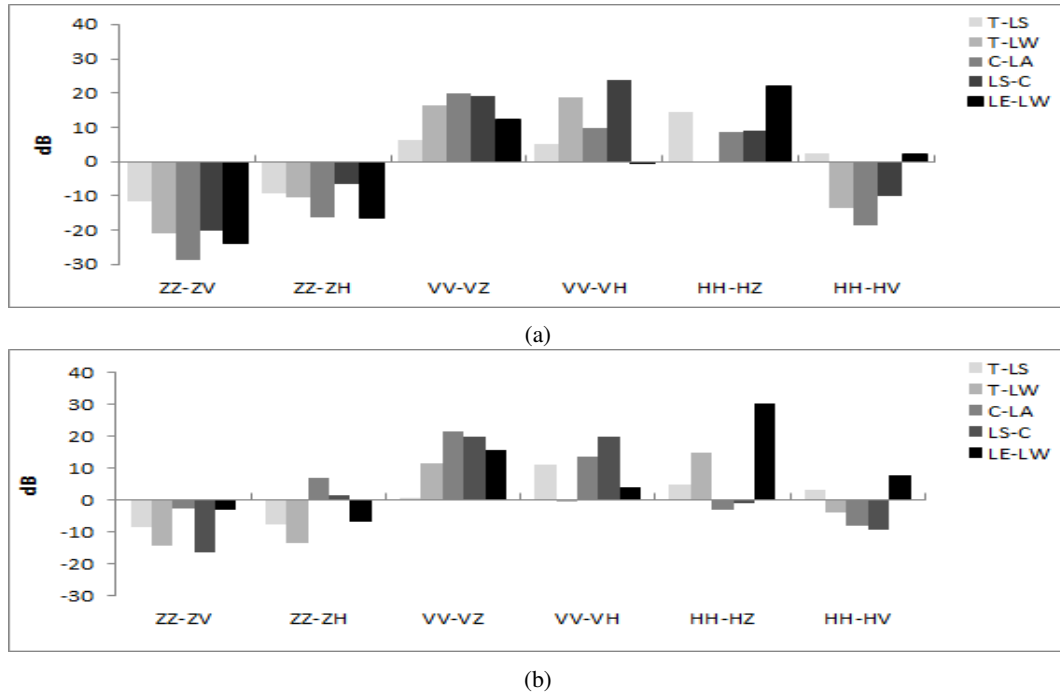 40
30
20
10
0
-10
-20
-30
dB
ZZ-ZV ZZ-ZH VV-VZ VV-VH HH-HZ HH-HV
T-LS
T-LW
C-LA
LS-C
LE-LW
(a)
40
30
20
10
0
-10
-20
-30
dB
ZZ-ZV ZZ-ZH VV-VZ VV-VH HH-HZ HH-HV
T-LS
T-LW
C-LA
LS-C
LE-LW
(b)